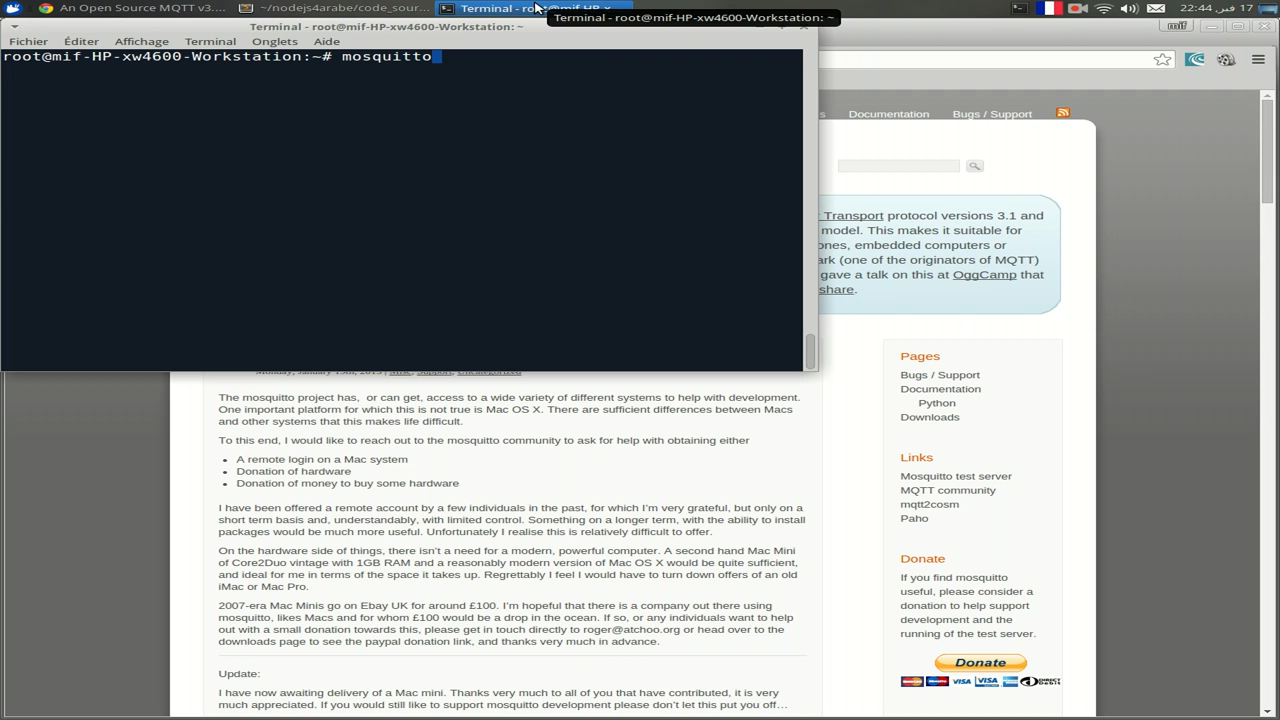 An Open Source MQTT v3....
~/nodejs4arabe/code_sour...
Terminal - root@mif-HP-x...
22:44 فبر, 17
Terminal - root@mif-HP-xw4600-Workstation: ~
Terminal - root@mif-HP-xw4600-Workstation: ~
mif
Fichier Éditer Affichage Terminal Onglets Aide
root@mif-HP-xw4600-Workstation:~# mosquitto
s Documentation Bugs / Support
Transport protocol versions 3.1 and
model. This makes it suitable for
ones, embedded computers or
ark (one of the originators of MQTT)
gave a talk on this at OggCamp that
share.
Monday, January 19th, 2015 | Misc, Support, Uncategorized
The mosquitto project has, or can get, access to a wide variety of different systems to help with development.
One important platform for which this is not true is Mac OS X. There are sufficient differences between Macs
and other systems that this makes life difficult.
To this end, I would like to reach out to the mosquitto community to ask for help with obtaining either
• A remote login on a Mac system
• Donation of hardware
• Donation of money to buy some hardware
I have been offered a remote account by a few individuals in the past, for which I'm very grateful, but only on a
short term basis and, understandably, with limited control. Something on a longer term, with the ability to install
packages would be much more useful. Unfortunately I realise this is relatively difficult to offer.
On the hardware side of things, there isn't a need for a modern, powerful computer. A second hand Mac Mini
of Core2Duo vintage with 1GB RAM and a reasonably modern version of Mac OS X would be quite sufficient,
and ideal for me in terms of the space it takes up. Regrettably I feel I would have to turn down offers of an old
iMac or Mac Pro.
2007-era Mac Minis go on Ebay UK for around £100. I'm hopeful that there is a company out there using
mosquitto, likes Macs and for whom £100 would be a drop in the ocean. If so, or any individuals want to help
out with a small donation towards this, please get in touch directly to roger@atchoo.org or head over to the
downloads page to see the paypal donation link, and thanks very much in advance.
Update:
I have now awaiting delivery of a Mac mini. Thanks very much to all of you that have contributed, it is very
much appreciated. If you would still like to support mosquitto development please don't let this put you off…
Pages
Bugs / Support
Documentation
Python
Downloads
Links
Mosquitto test server
MQTT community
mqtt2cosm
Paho
Donate
If you find mosquitto
useful, please consider a
donation to help support
development and the
running of the test server.
Donate
VISA VISA DIRECT Debit